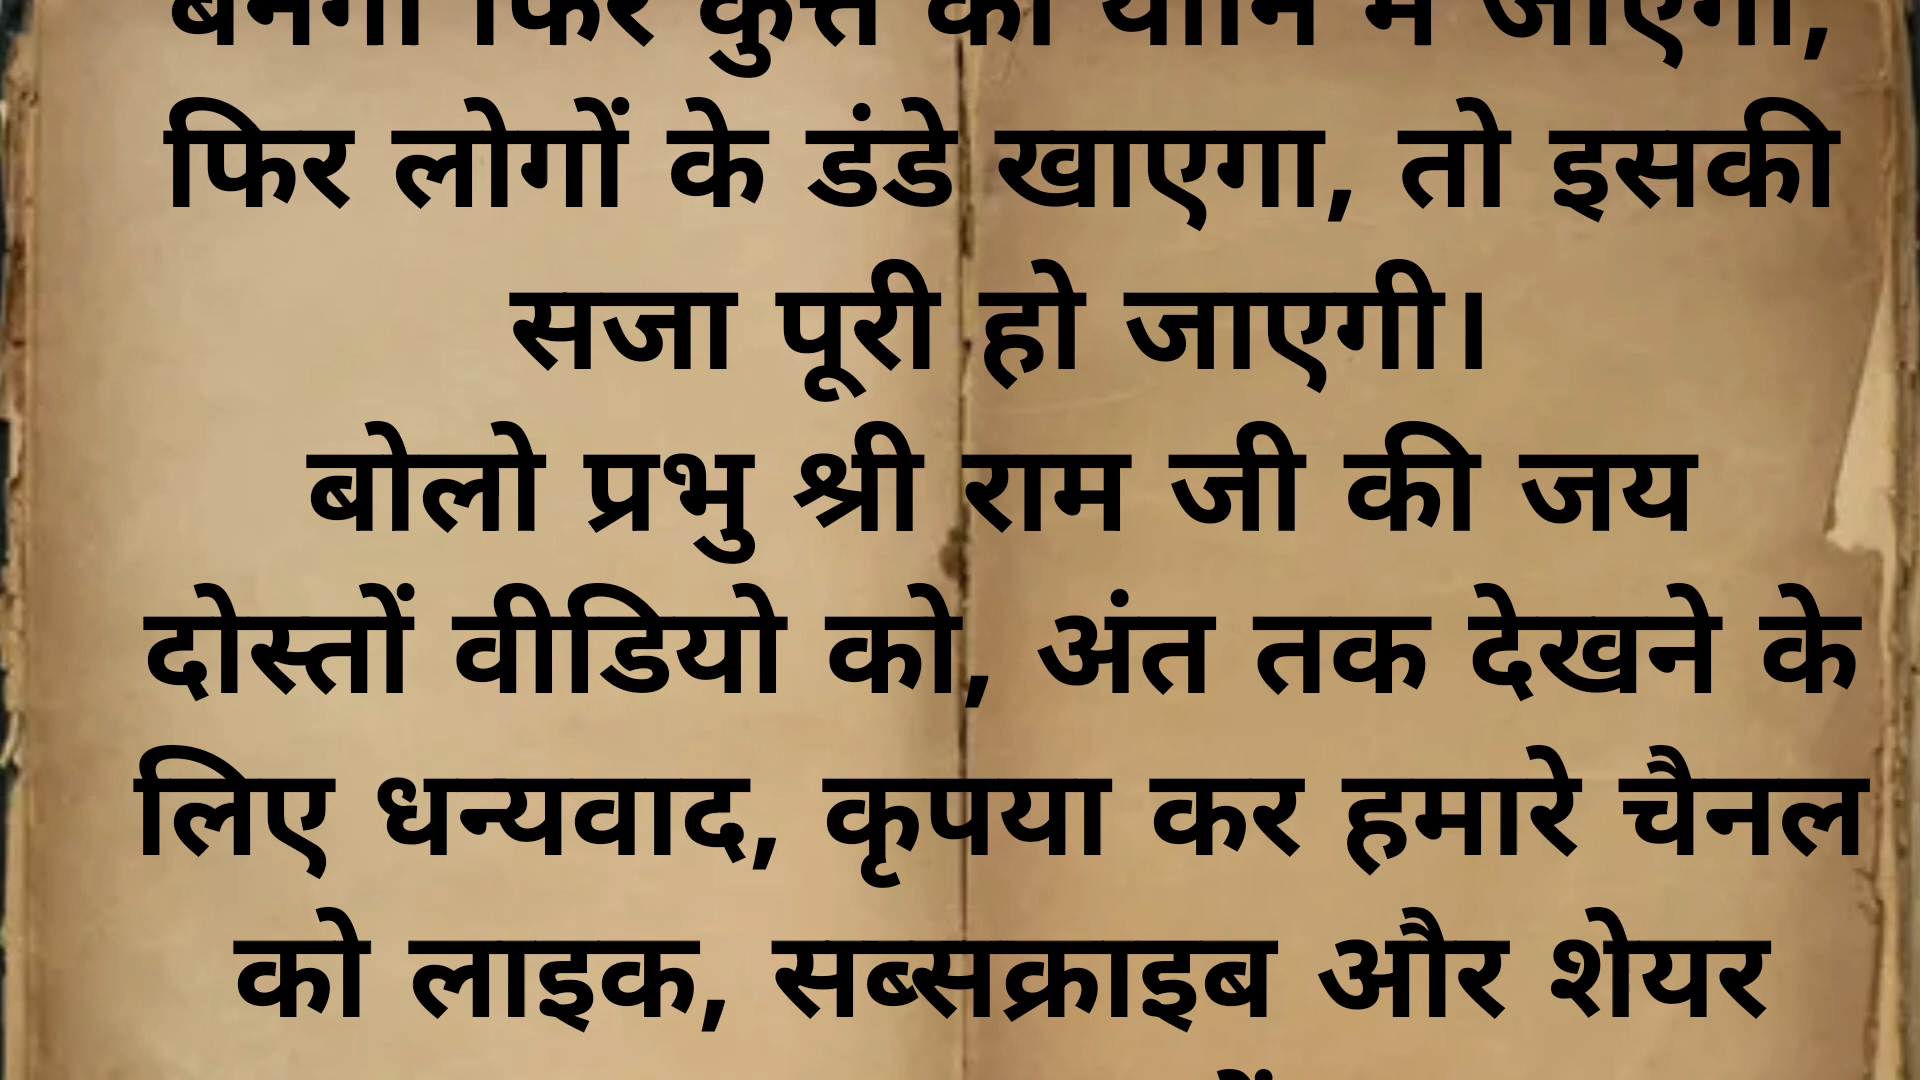 बनेगा फिर कुत्ते की योनि में जाएगा,
फिर लोगों के डंडे खाएगा, तो इसकी
सजा पूरी हो जाएगी।
बोलो प्रभु श्री राम जी की जय
दोस्तों वीडियो को, अंत तक देखने के
लिए धन्यवाद, कृपया कर हमारे चैनल
को लाइक, सब्सक्राइब और शेयर